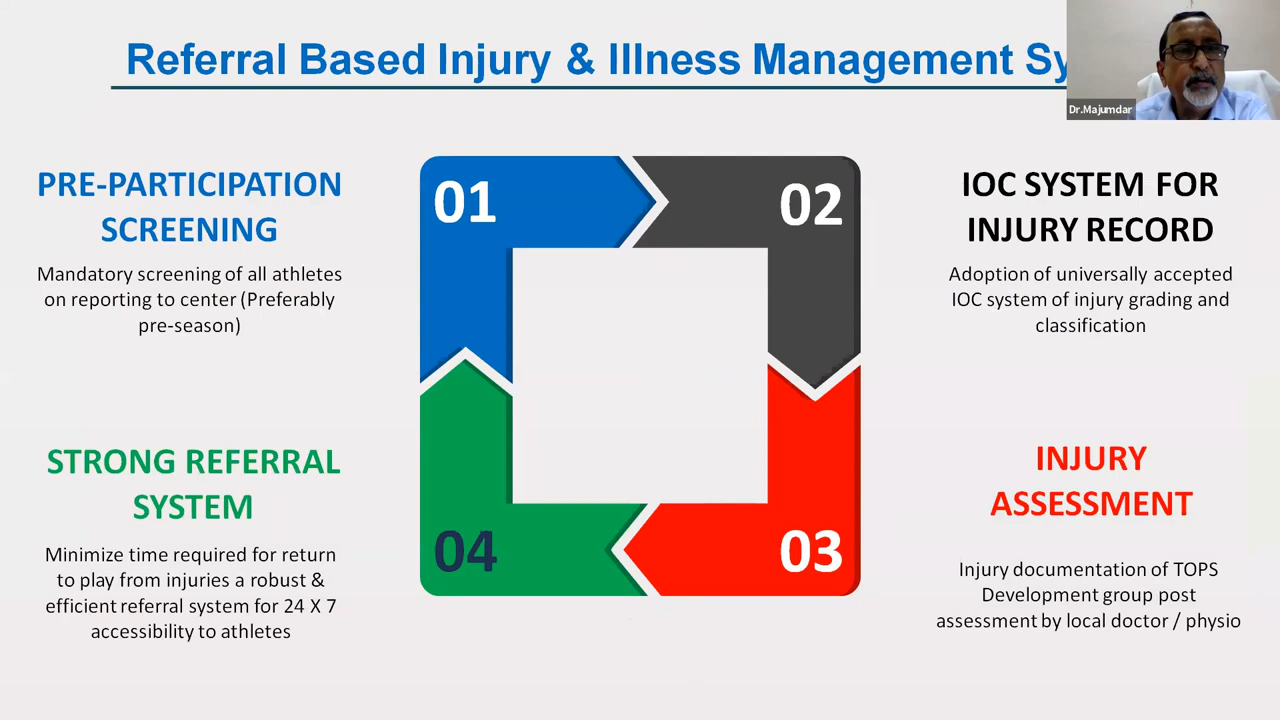 Referral Based Injury & Illness Management Sy
Dr.Majumdar
01
02
PRE-PARTICIPATION
SCREENING
Mandatory screening of all athletes
on reporting to center (Preferably
pre-season)
IOC SYSTEM FOR
INJURY RECORD
Adoption of universally accepted
IOC system of injury grading and
classification
STRONG REFERRAL
SYSTEM
Minimize time required for return
to play from injuries a robust &
efficient referral system for 24 X 7
accessibility to athletes
04
03
INJURY
ASSESSMENT
Injury documentation of TOPS
Development group post
assessment by local doctor / physio